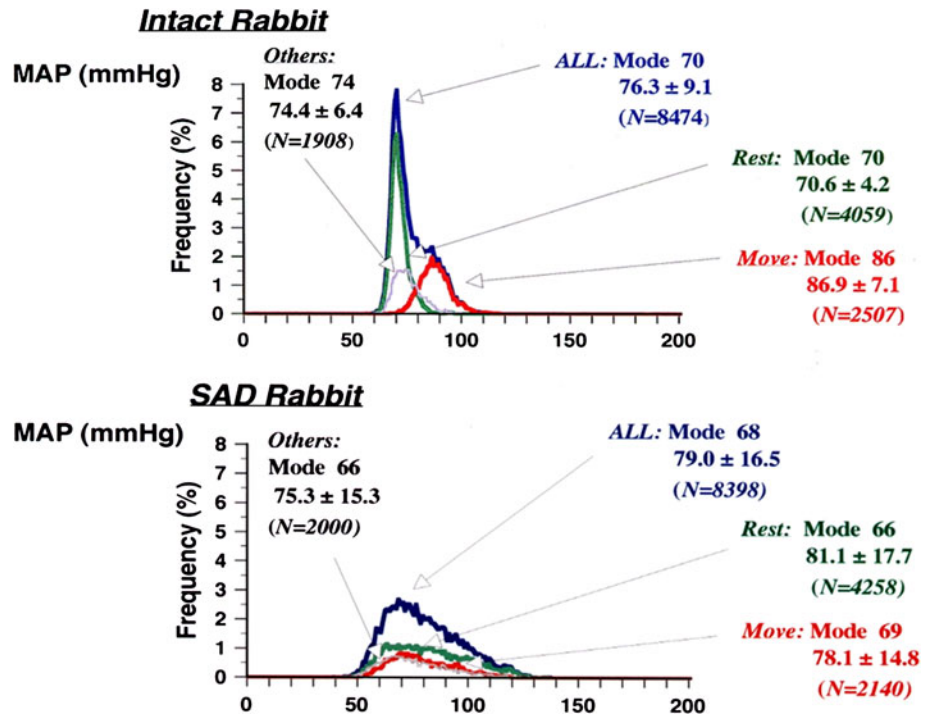 Intact Rabbit
MAP (mmHg)
Others:
Mode 74
74.4 ± 6.4
(N=1908)
ALL: Mode 70
76.3 ± 9.1
(N=8474)
Rest: Mode 70
70.6 ± 4.2
(N=4059)
Move: Mode 86
86.9 ± 7.1
(N=2507)
Frequency (%)
8
7
6
5
4
3
2
1
0
0 50 100 150 200
SAD Rabbit
MAP (mmHg)
Others:
Mode 66
75.3 ± 15.3
(N=2000)
ALL: Mode 68
79.0 ± 16.5
(N=8398)
Rest: Mode 66
81.1 ± 17.7
(N=4258)
Move: Mode 69
78.1 ± 14.8
(N=2140)
Frequency (%)
8
7
6
5
4
3
2
1
0
0 50 100 150 200